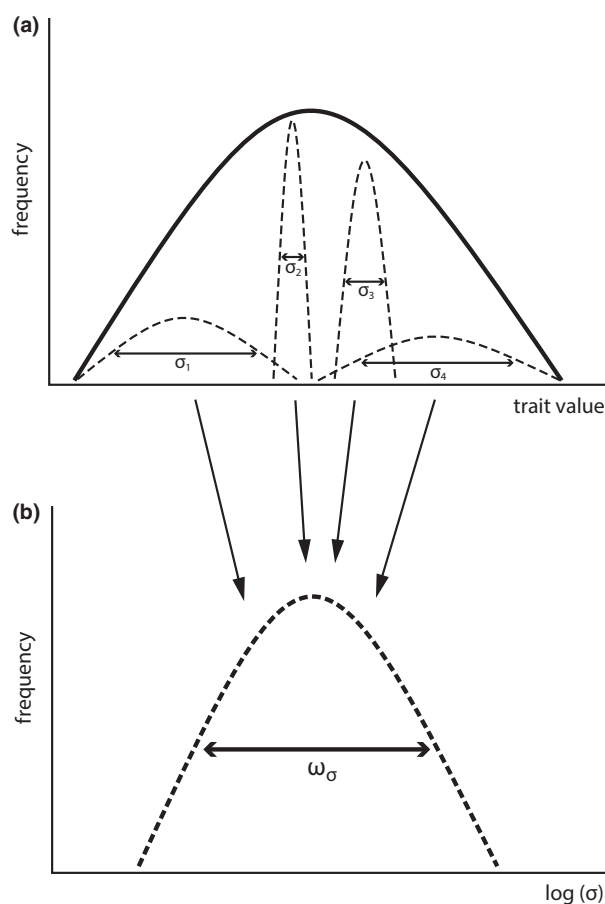 (a)
frequency
σ2
σ3
σ1
σ4
trait value
(b)
frequency
ωσ
log (σ)